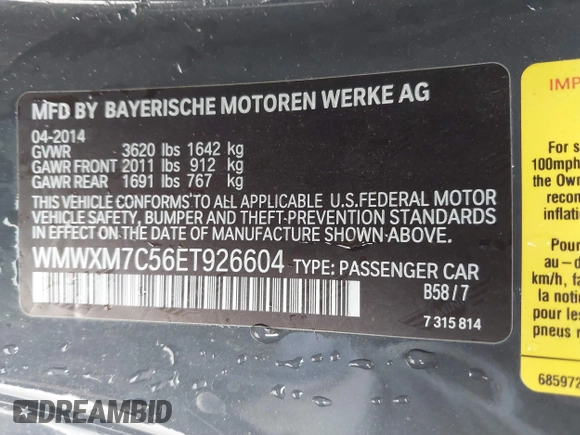 MFD BY BAYERISCHE MOTOREN WERKE AG
04-2014
GVWR 3620 lbs 1642 kg
GAWR FRONT 2011 lbs 912 kg
GAWR REAR 1691 lbs 767 kg
THIS VEHICLE CONFORMS TO ALL APPLICABLE U.S.FEDERAL MOTOR
VEHICLE SAFETY, BUMPER AND THEFT PREVENTION STANDARDS
IN EFFECT ON THE DATE OF MANUFACTURE SHOWN ABOVE.
WMWXM7C56ET926604 TYPE: PASSENGER CAR
B58 / 7
7 315 814
IMP
For s
100mph
the Own
recon
inflati
Pour
au – d
km/h, fa
la notic
pour les
pneus r
685972
DREAMBID